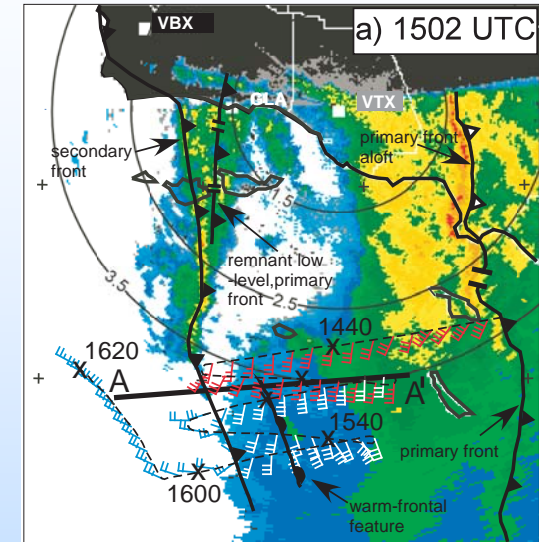 VBX
a) 1502 UTC
GLA
VTX
secondary
front
primary front
aloft
1.5
remnant low
-level,primary
front
3.5
2.5
1440
1620
A
A'
1540
primary front
1600
warm-frontal
feature